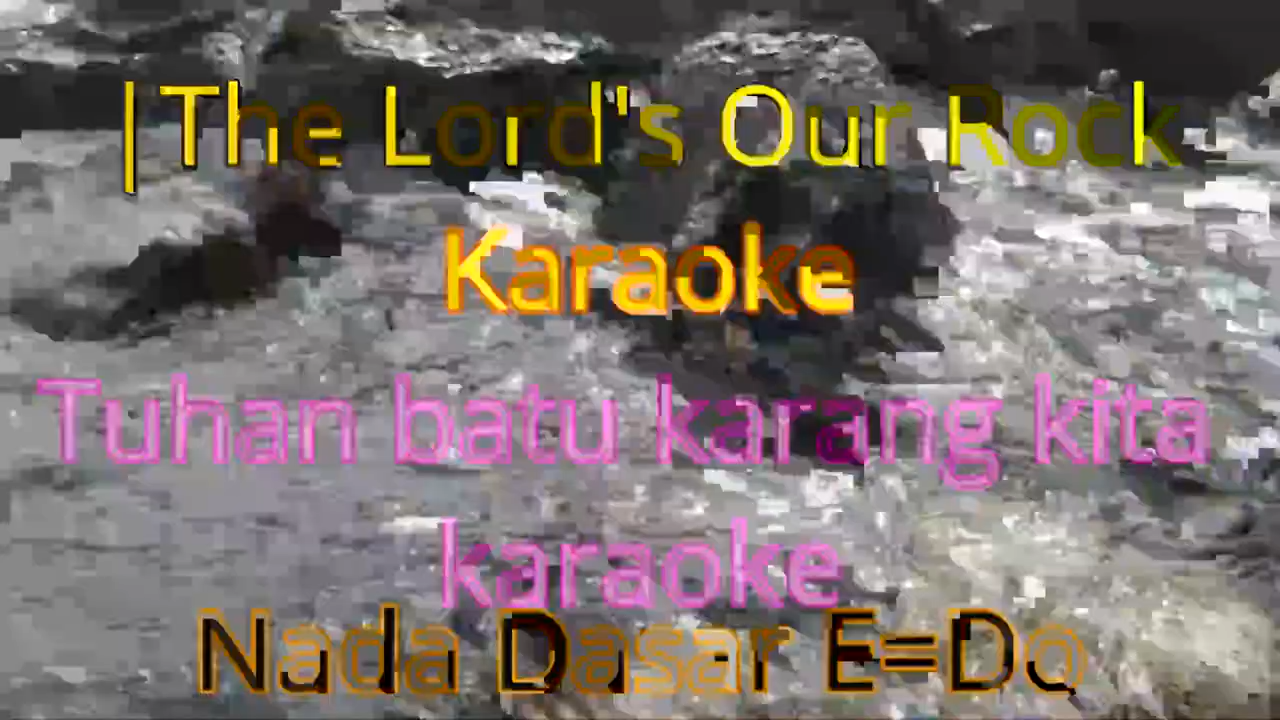 |The Lord's Our Rock
Karaoke
Tuhan batu karang kita
karaoke
Nada Dasar E=Do